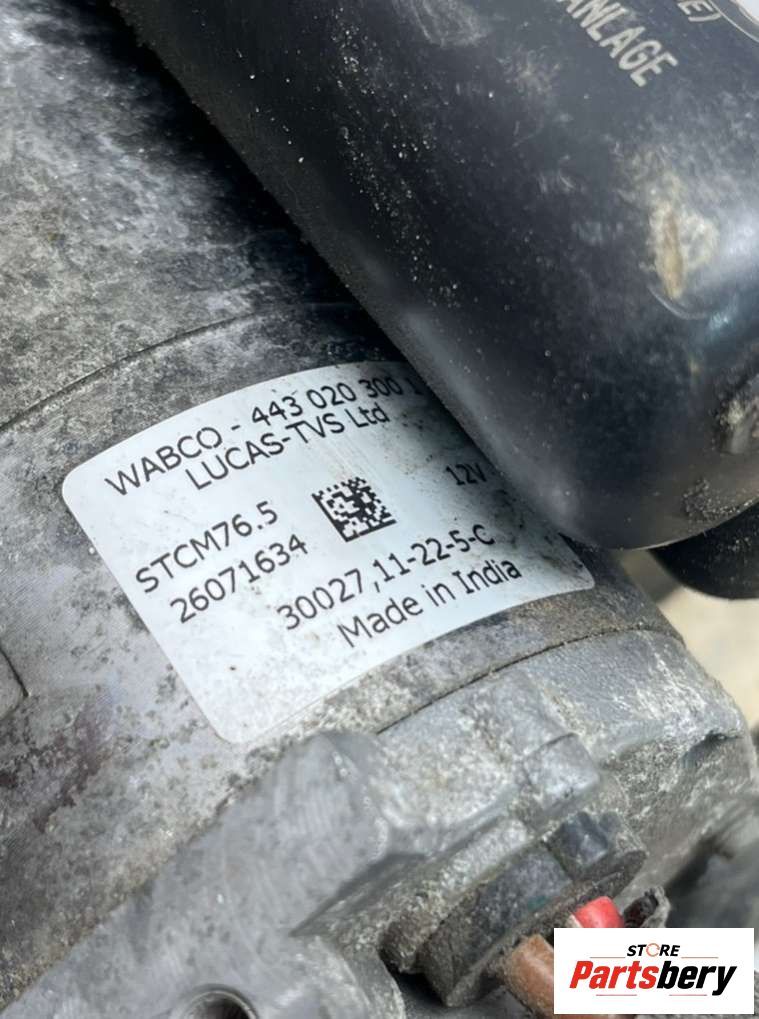 E)
ANLAGE
WABCO - 443 020 300 1
LUCAS-TVS Ltd
STCM76.5
12V
26071634
30027,11-22-5-C
Made in India
STORE
Partsbery